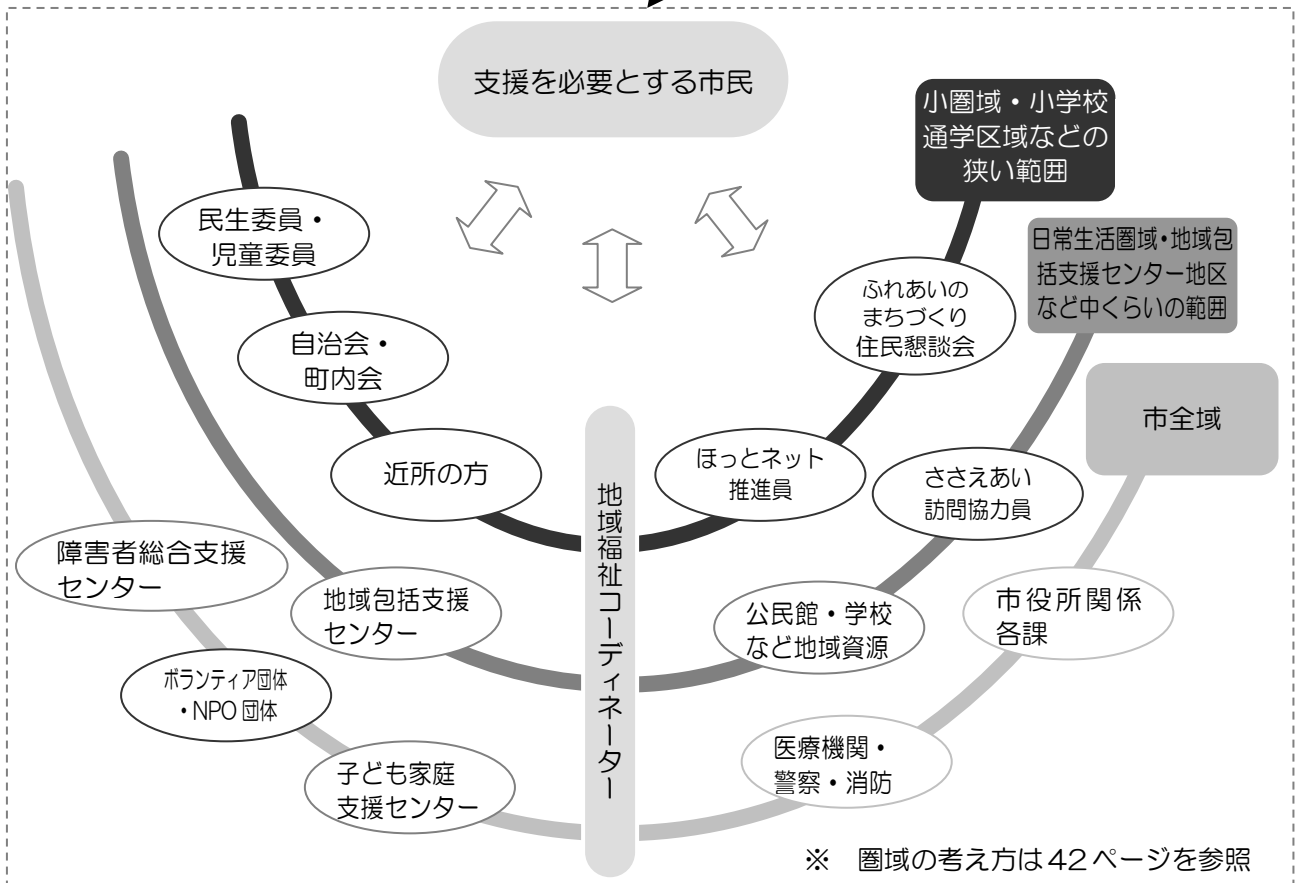 支援を必要とする市民
小圏域・小学校
通学区域などの
狭い範囲
民生委員・
児童委員
日常生活圏域・地域包
括支援センター地区
など中くらいの範囲
ふれあいの
まちづくり
住民懇談会
自治会・
町内会
市全域
近所の方
ほっとネット
推進員
ささえあい
訪問協力員
地域福祉コーディネーター
障害者総合支援
センター
地域包括支援
センター
公民館・学校
など地域資源
市役所関係
各課
ボランティア団体
・NPO団体
子ども家庭
支援センター
医療機関・
警察・消防
※　圏域の考え方は42ページを参照